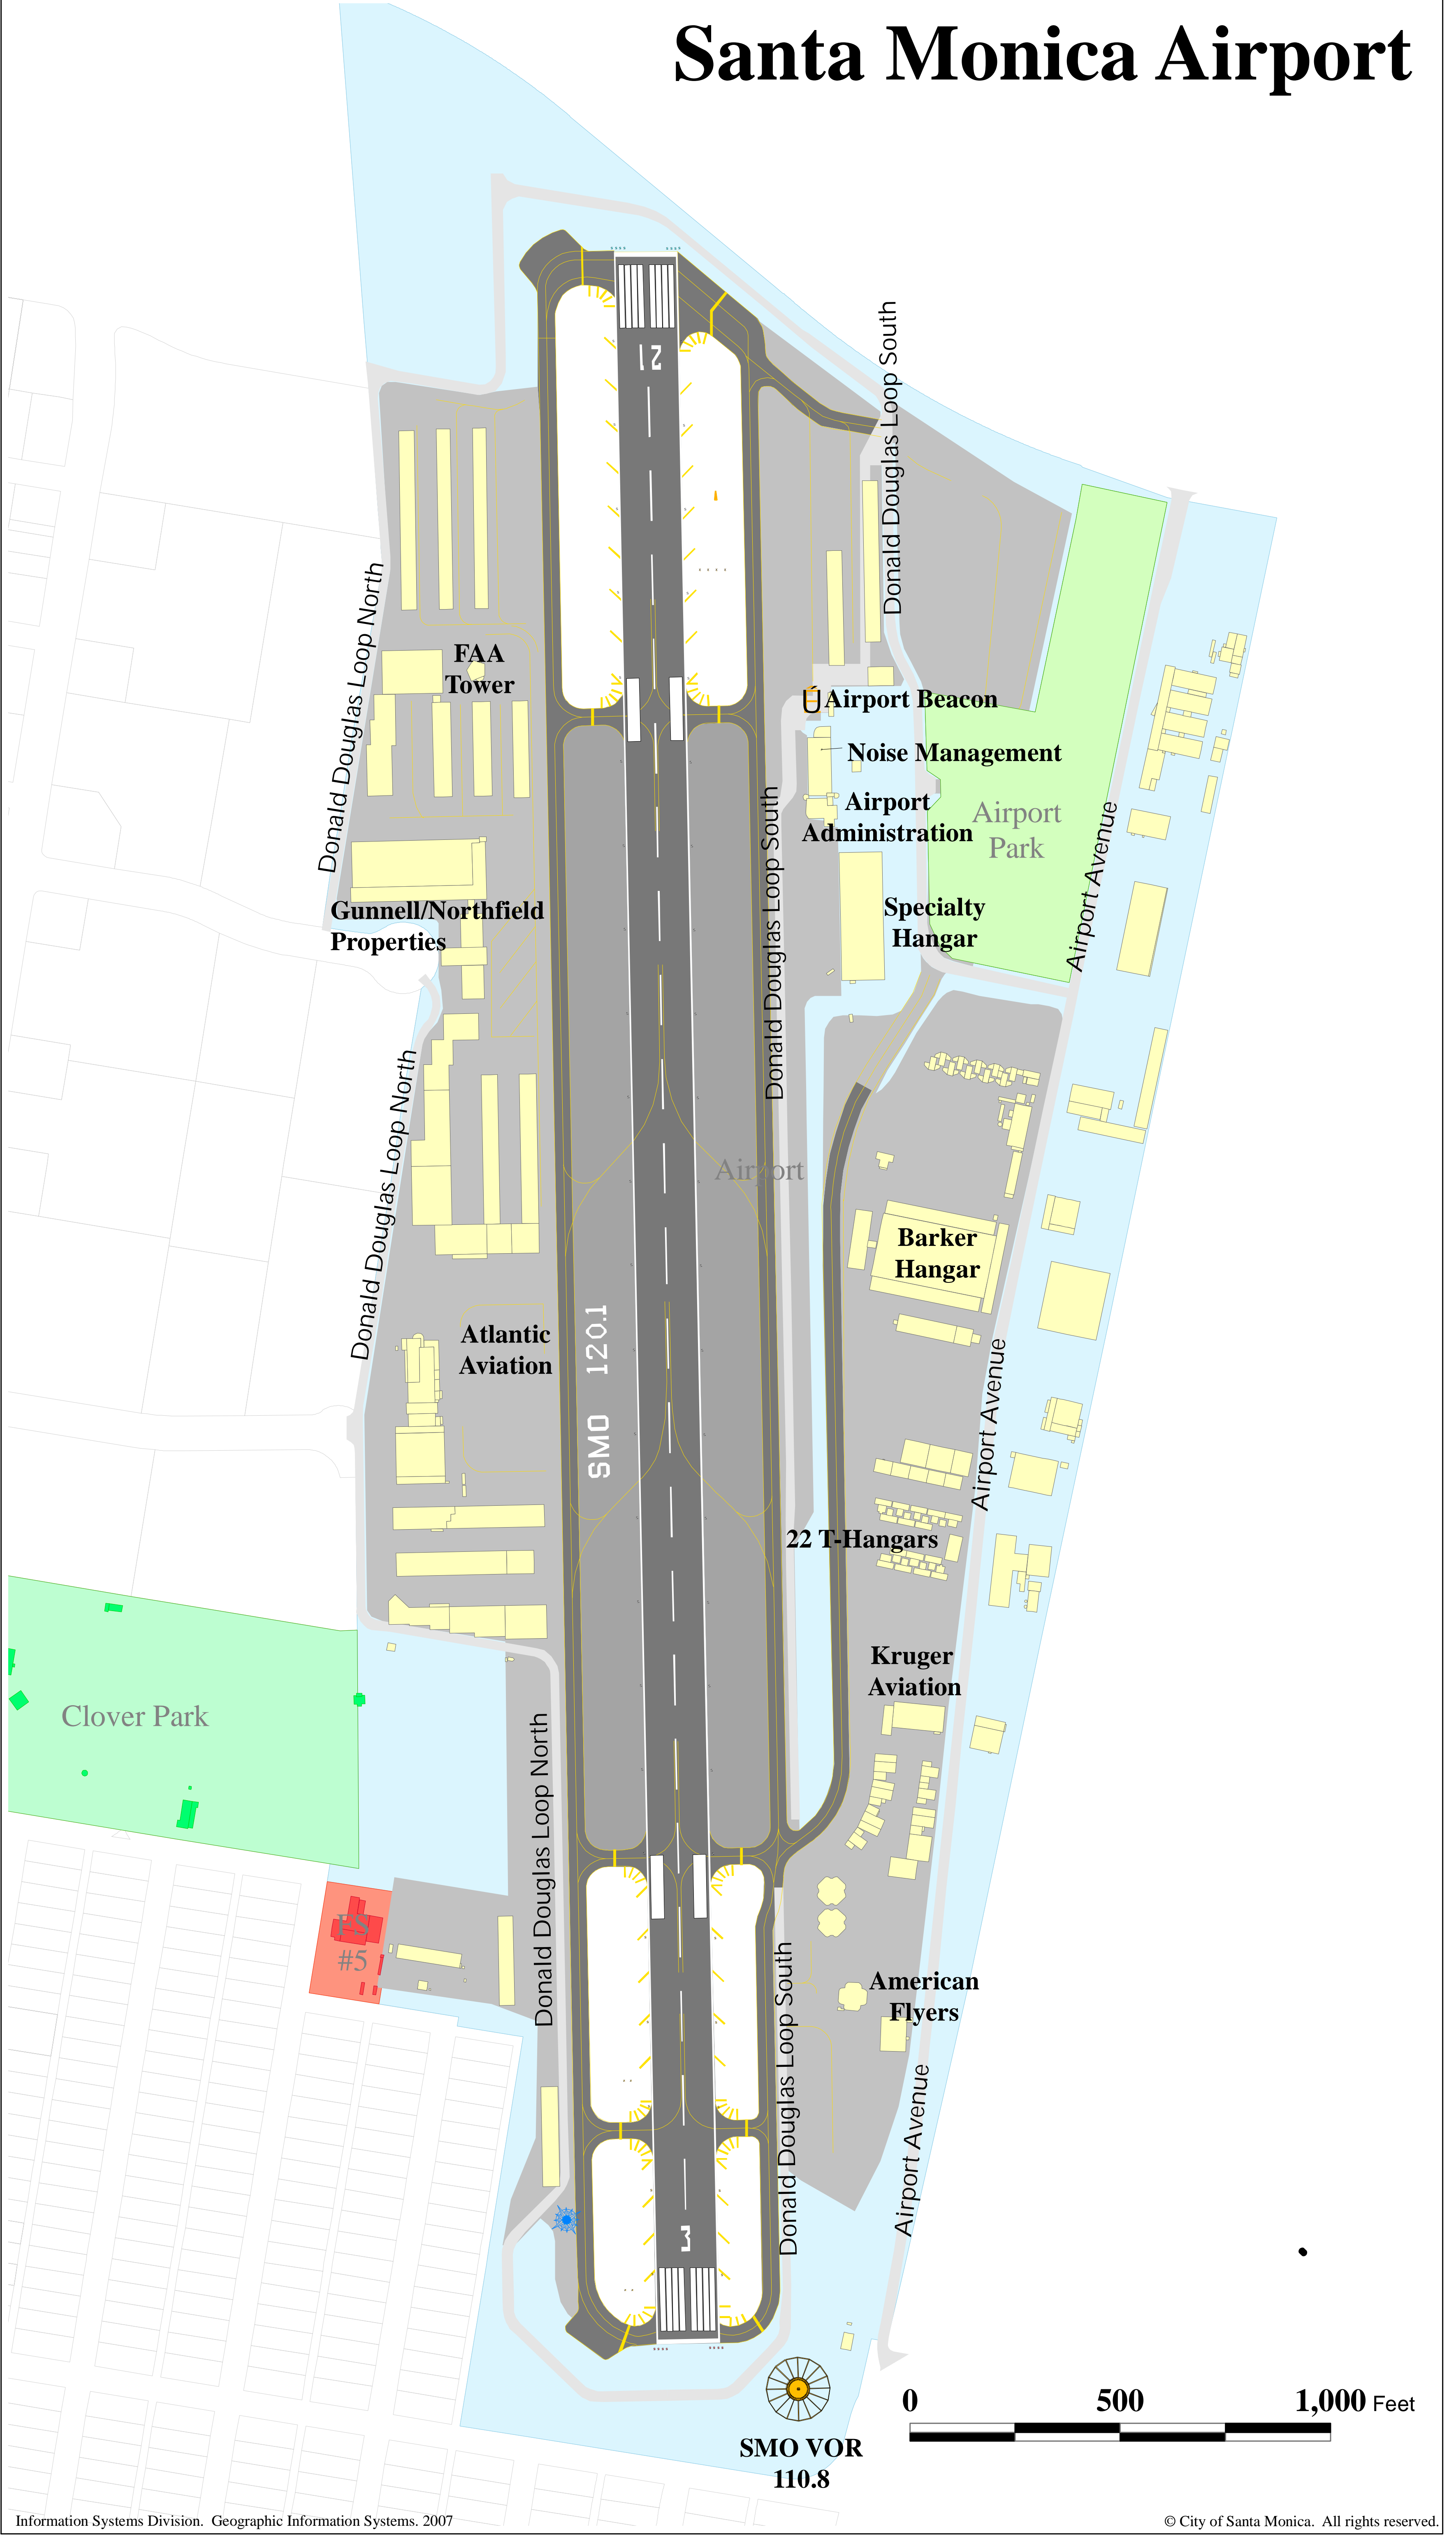 Santa Monica Airport
21
Donald Douglas Loop South
Donald Douglas Loop North
FAA
Tower
Airport Beacon
Noise Management
Airport
Administration
Airport
Park
Donald Douglas Loop South
Airport Avenue
Gunnell/Northfield
Properties
Specialty
Hangar
Donald Douglas Loop North
Airport
Barker
Hangar
Atlantic
Aviation
SMO 120.1
Airport Avenue
22 T-Hangars
Kruger
Aviation
Clover Park
Donald Douglas Loop North
FS
#5
Donald Douglas Loop South
American
Flyers
Airport Avenue
3
0 500 1,000 Feet
SMO VOR
110.8
Information Systems Division. Geographic Information Systems. 2007
© City of Santa Monica. All rights reserved.